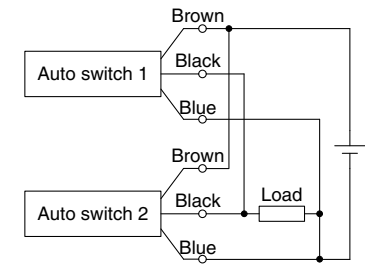 Brown
Auto switch 1
Black
Blue
Brown
Auto switch 2
Black
Load
Blue